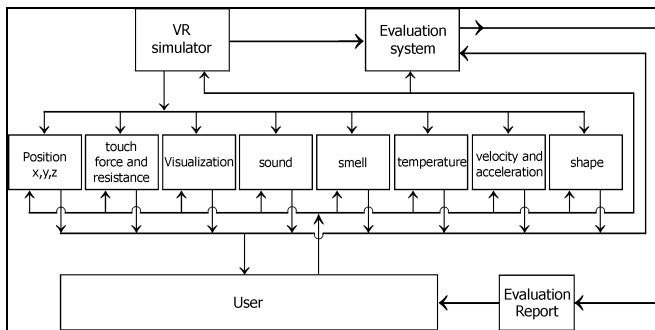 VR
simulator
Evaluation
system
Position
x,y,z
touch
force and
resistance
Visualization
sound
smell
temperature
velocity and
acceleration
shape
User
Evaluation
Report